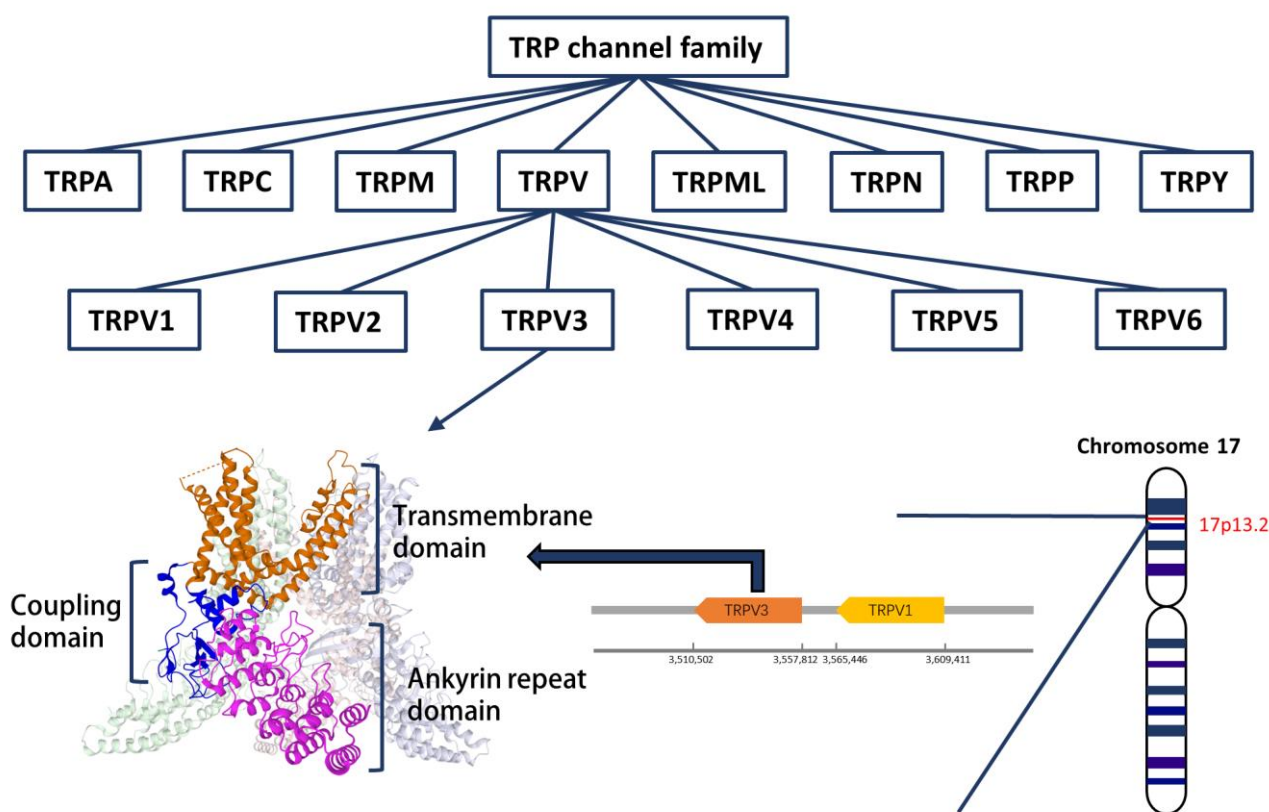 TRP channel family
TRPA
TRPC
TRPM
TRPV
TRPML
TRPN
TRPP
TRPY
TRPV1
TRPV2
TRPV3
TRPV4
TRPV5
TRPV6
Transmembrane
domain
Coupling
domain
Ankyrin repeat
domain
Chromosome 17
17p13.2
TRPV3
TRPV1
3,510,502
3,557,812
3,565,446
3,609,411